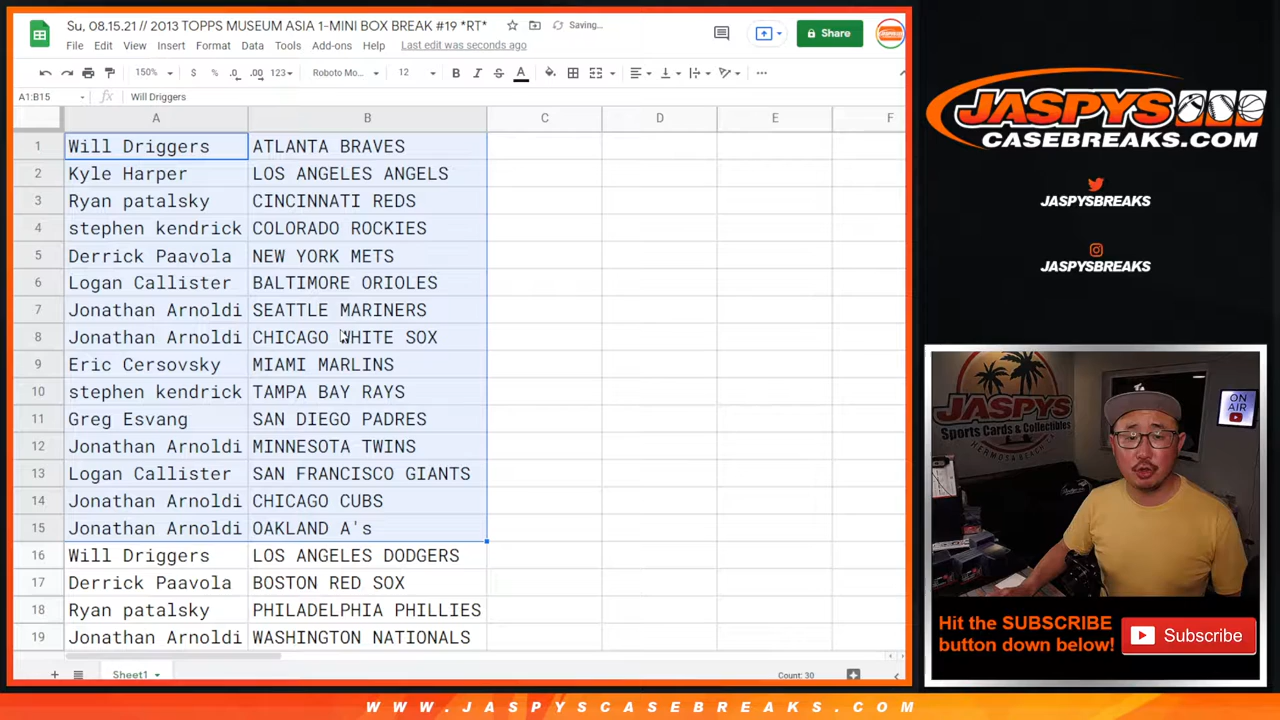 Su, 08.15.21 // 2013 TOPPS MUSEUM ASIA 1-MINI BOX BREAK #19 *RT*
Saving...
Share
File Edit View Insert Format Data Tools Add-ons Help Last edit was seconds ago
150% $ % .0 .00 123 Roboto Mo... 12 B I S A
A1:B15 fx Will Driggers
A B C D E F
1 Will Driggers ATLANTA BRAVES
2 Kyle Harper LOS ANGELES ANGELS
3 Ryan patalsky CINCINNATI REDS
4 stephen kendrick COLORADO ROCKIES
5 Derrick Paavola NEW YORK METS
6 Logan Callister BALTIMORE ORIOLES
7 Jonathan Arnoldi SEATTLE MARINERS
8 Jonathan Arnoldi CHICAGO WHITE SOX
9 Eric Cersovsky MIAMI MARLINS
10 stephen kendrick TAMPA BAY RAYS
11 Greg Esvang SAN DIEGO PADRES
12 Jonathan Arnoldi MINNESOTA TWINS
13 Logan Callister SAN FRANCISCO GIANTS
14 Jonathan Arnoldi CHICAGO CUBS
15 Jonathan Arnoldi OAKLAND A's
16 Will Driggers LOS ANGELES DODGERS
17 Derrick Paavola BOSTON RED SOX
18 Ryan patalsky PHILADELPHIA PHILLIES
19 Jonathan Arnoldi WASHINGTON NATIONALS
Sheet1
Count: 30
JASPYS
CASEBREAKS.COM
JASPYSBREAKS
JASPYSBREAKS
JASPYS
Sports Cards & Collectibles
HERMOSA BEACH
ON AIR
Hit the SUBSCRIBE
button down below!
Subscribe
WWW.JASPYSCASEBREAKS.COM